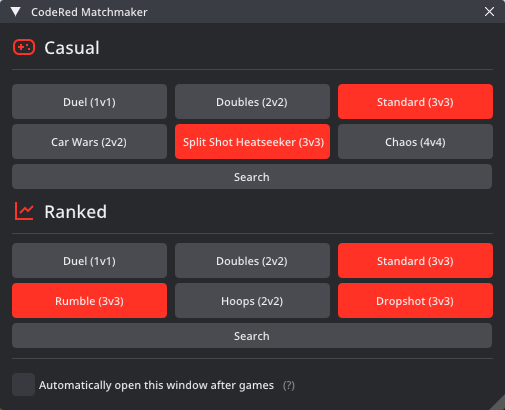 CodeRed Matchmaker
Casual
Duel (1v1) Doubles (2v2) Standard (3v3)
Car Wars (2v2) Split Shot Heatseeker (3v3) Chaos (4v4)
Search
Ranked
Duel (1v1) Doubles (2v2) Standard (3v3)
Rumble (3v3) Hoops (2v2) Dropshot (3v3)
Search
Automatically open this window after games (?)